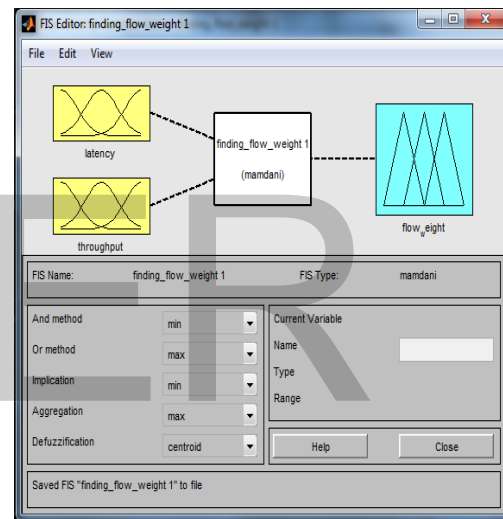 FIS Editor: finding_flow_weight 1
File Edit View
latency
throughput
finding_flow_weight 1
(mamdani)
flow_weight
FIS Name: finding_flow_weight 1 FIS Type: mamdani
And method min
Or method max
Implication min
Aggregation max
Defuzzification centroid
Current Variable
Name
Type
Range
Help Close
Saved FIS "finding_flow_weight 1" to file
ER